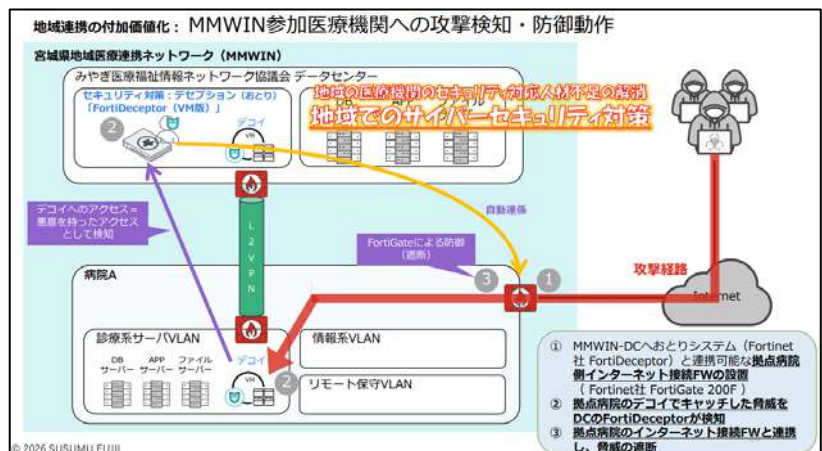 地域連携の付加価値化： MMWIN参加医療機関への攻撃検知・防御動作
宮城県地域医療連携ネットワーク（MMWIN）
みやぎ医療福祉情報ネットワーク協議会 データセンター
セキュリティ対策：デセプション（おとり）
「FortiDeceptor（VM版）」
地域の医療機関のセキュリティ対応人材不足の解消
地域でのサイバーセキュリティ対策
DB
APP
ファイル
②
デコイ
VM
デコイへのアクセス＝
悪意を持ったアクセス
として検知
L2VPN
自動連係
FortiGateによる防御
（遮断）
③
①
攻撃経路
Internet
病院A
診療系サーバVLAN
DB
サーバー
APP
サーバー
ファイル
サーバー
デコイ
VM
②
情報系VLAN
リモート保守VLAN
① MMWIN-DCへおとりシステム（Fortinet
社 FortiDeceptor）と連携可能な拠点病院
側インターネット接続FWの設置
（ Fortinet社 FortiGate 200F ）
② 拠点病院のデコイでキャッチした脅威を
DCのFortiDeceptorが検知
③ 拠点病院のインターネット接続FWと連携
し、脅威の遮断
© 2026 SUSUMU FUJII